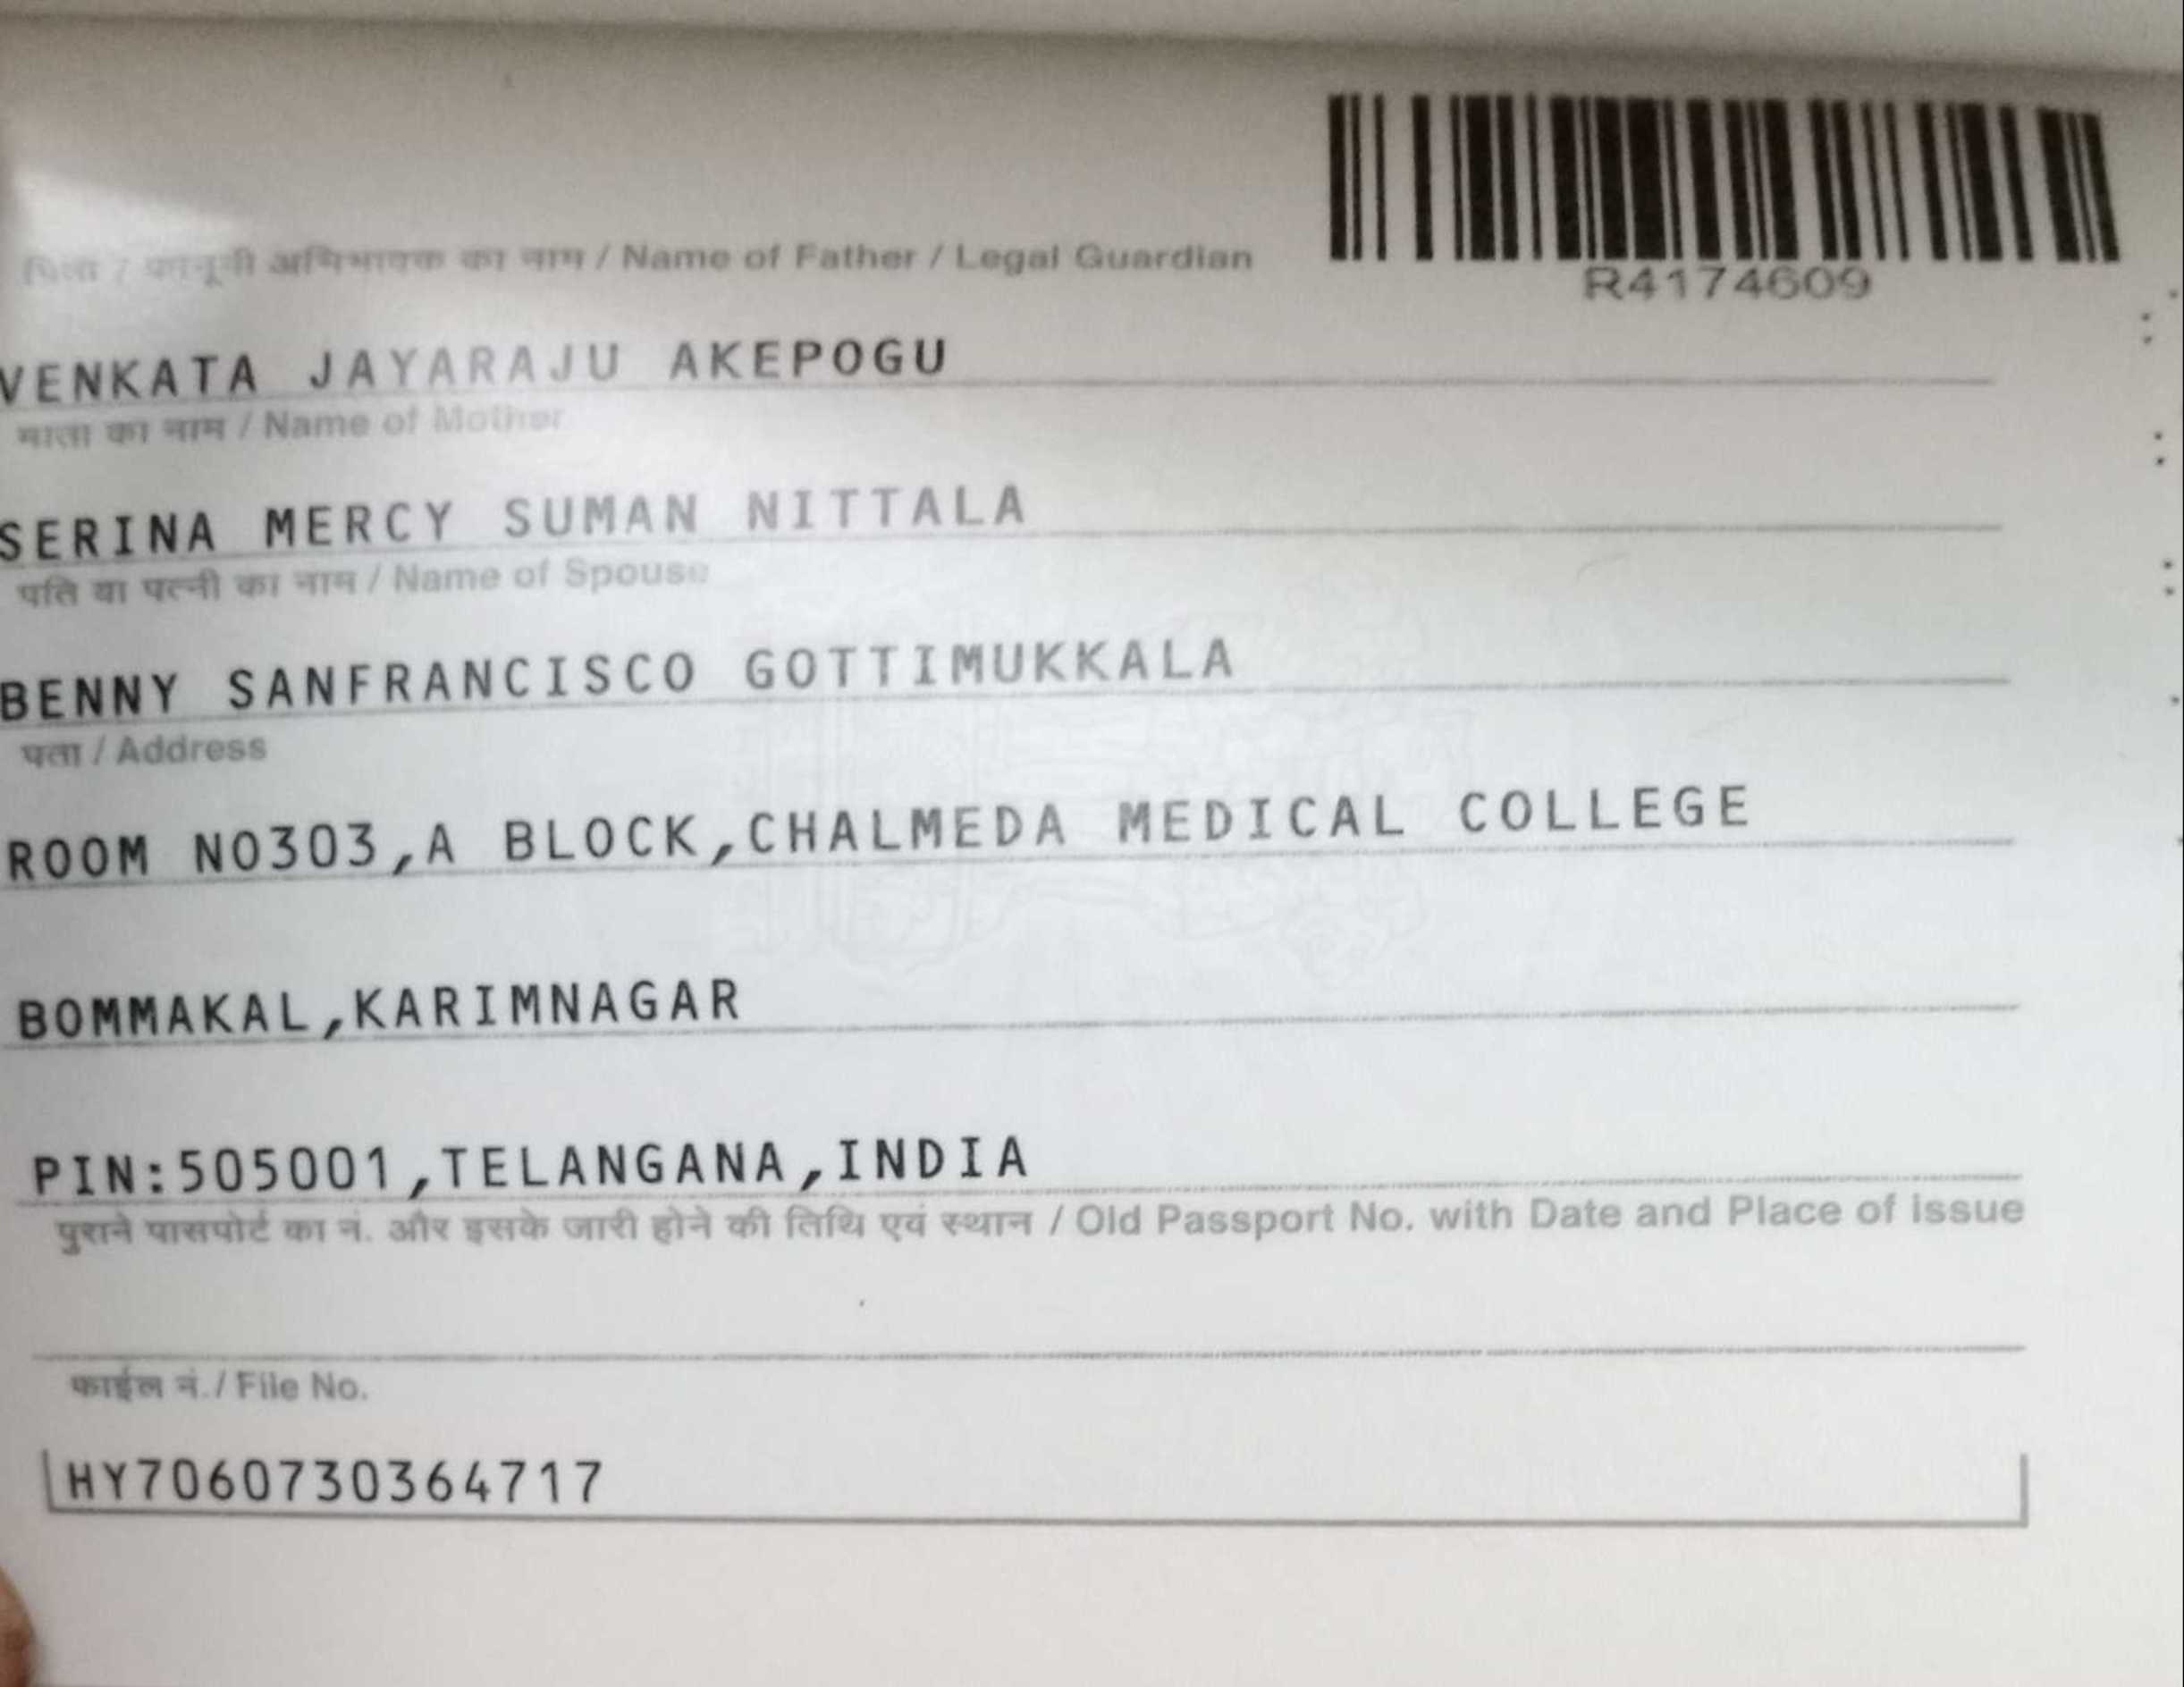 R4174609
पिता / कानूनी अभिभावक का नाम / Name of Father / Legal Guardian
VENKATA JAYARAJU AKEPOGU
माता का नाम / Name of Mother
SERINA MERCY SUMAN NITTALA
पति या पत्नी का नाम / Name of Spouse
BENNY SANFRANCISCO GOTTIMUKKALA
पता / Address
ROOM NO303,A BLOCK,CHALMEDA MEDICAL COLLEGE
BOMMAKAL,KARIMNAGAR
PIN:505001,TELANGANA,INDIA
पुराने पासपोर्ट का नं. और इसके जारी होने की तिथि एवं स्थान / Old Passport No. with Date and Place of issue
फाईल नं./ File No.
HY7060730364717